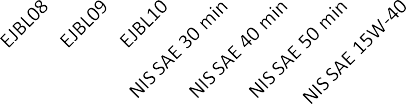 EJBL08
EJBL09
EJBL10
NIS SAE 30 min
NIS SAE 40 min
NIS SAE 50 min
NIS SAE 15W-40